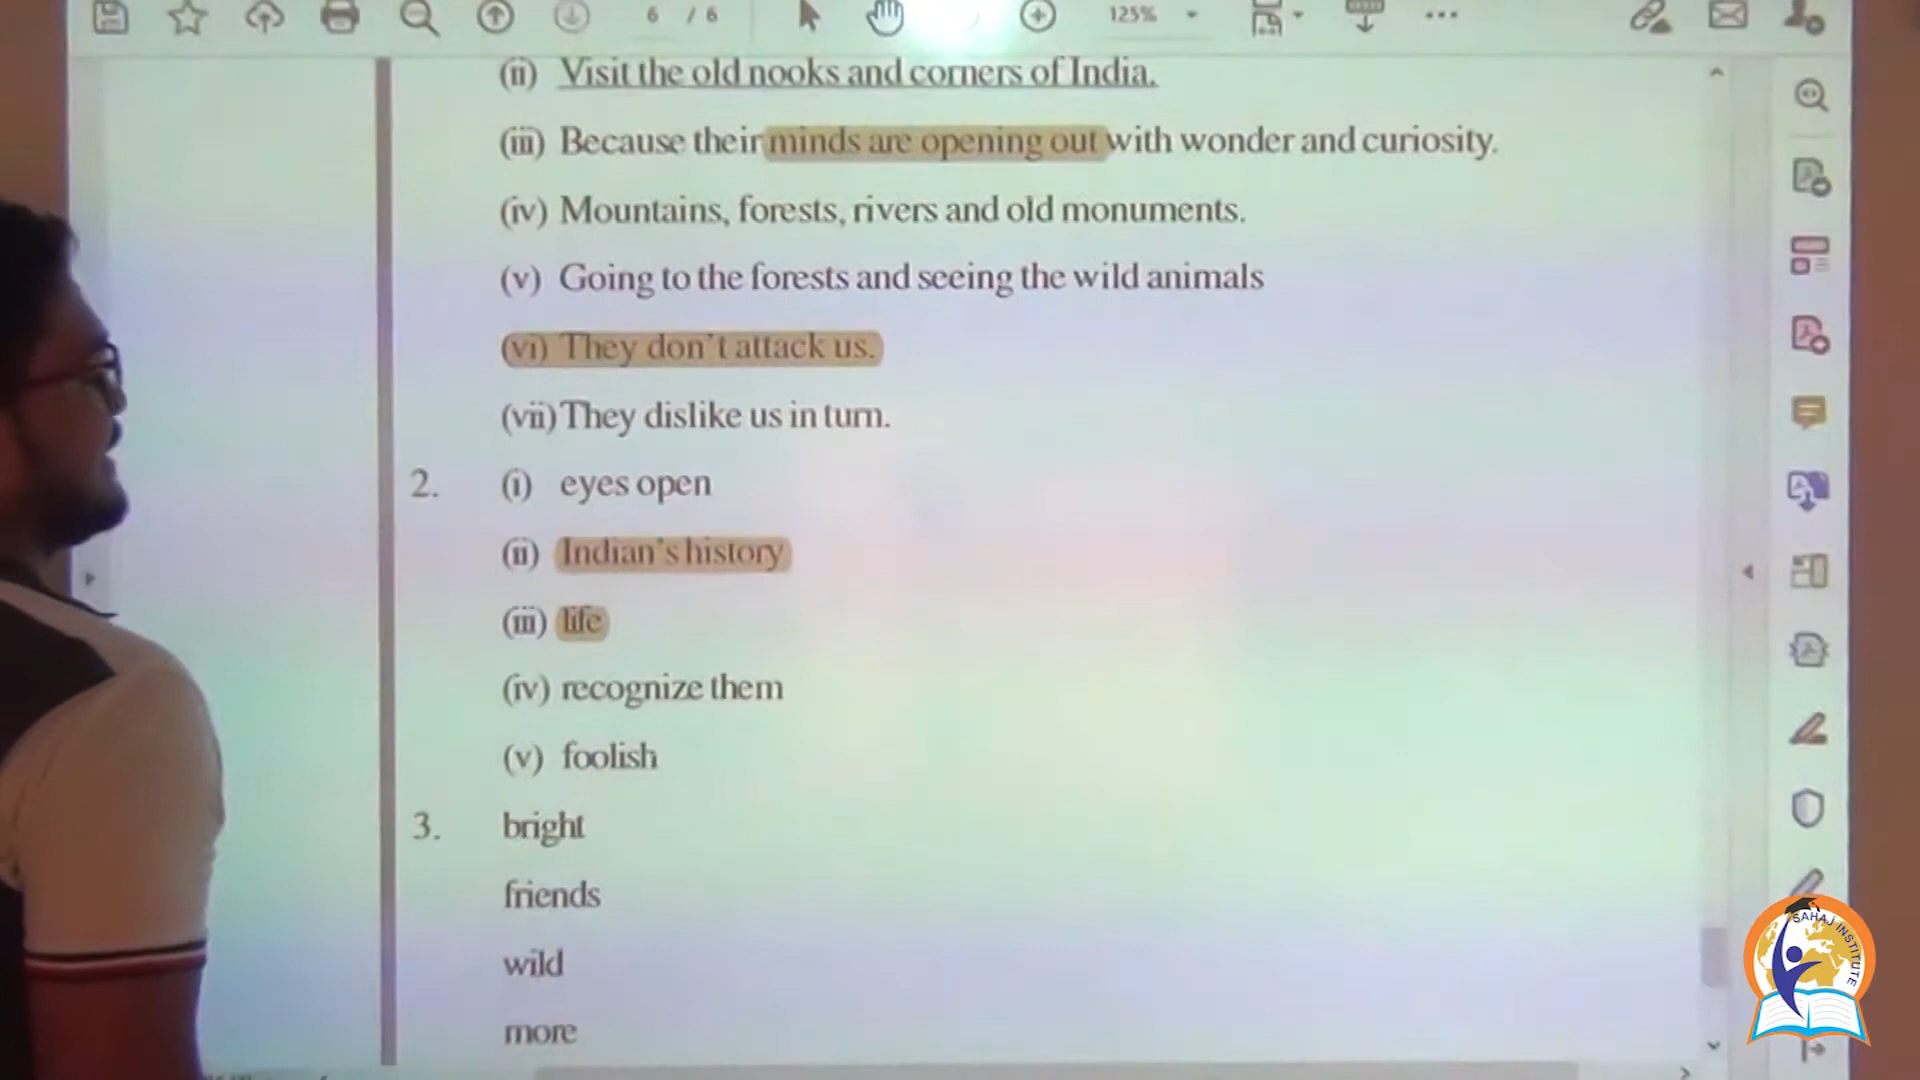 6 / 6 125%
(ii) Visit the old nooks and corners of India.
(iii) Because their minds are opening out with wonder and curiosity.
(iv) Mountains, forests, rivers and old monuments.
(v) Going to the forests and seeing the wild animals
(vi) They don't attack us.
(vii) They dislike us in turn.
2. (i) eyes open
(ii) Indian's history
(iii) life
(iv) recognize them
(v) foolish
3. bright
friends
wild
more
SAHAJ INSTITUTE